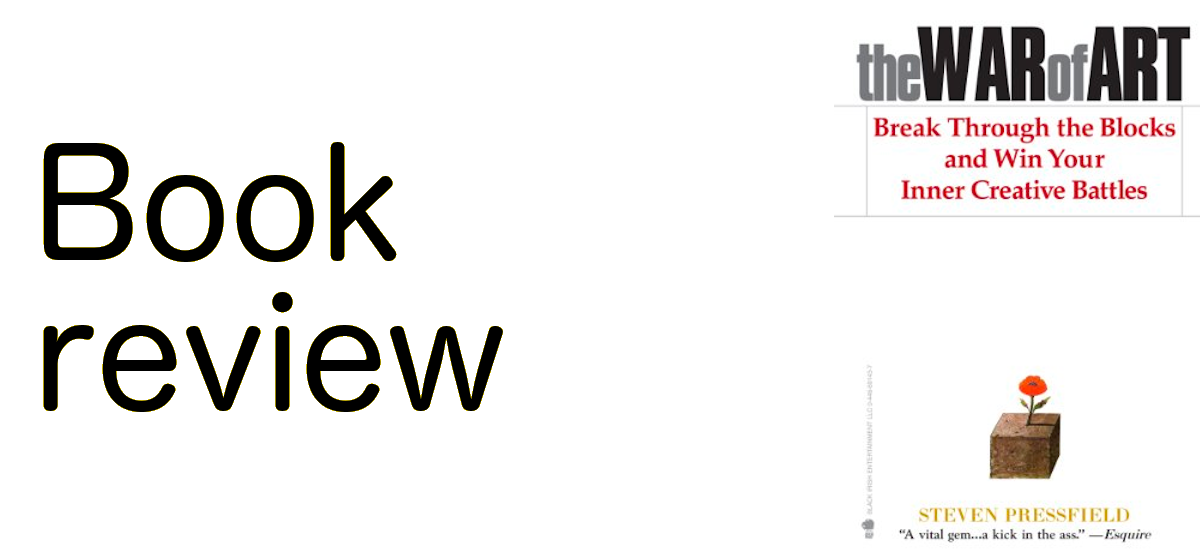 Book
review
theWARofART
Break Through the Blocks
and Win Your
Inner Creative Battles
STEVEN PRESSFIELD
“A vital gem...a kick in the ass.” —Esquire